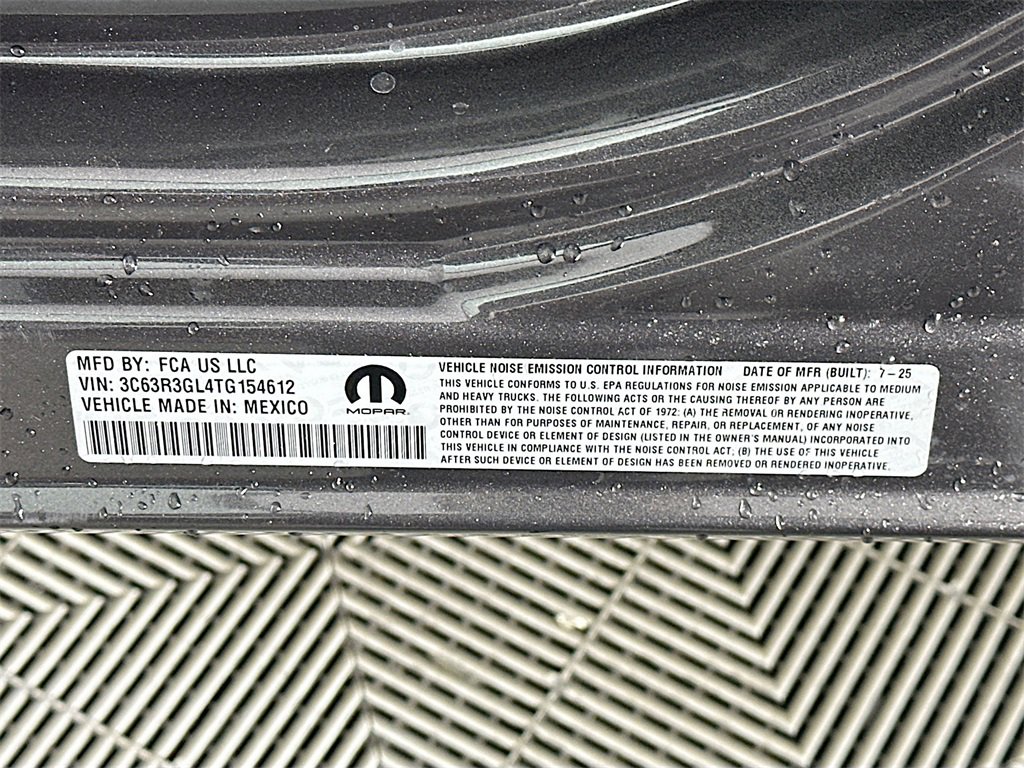 MFD BY: FCA US LLC
VIN: 3C63R3GL4TG154612
VEHICLE MADE IN: MEXICO
MOPAR.
VEHICLE NOISE EMISSION CONTROL INFORMATION DATE OF MFR (BUILT): 7-25
THIS VEHICLE CONFORMS TO U.S. EPA REGULATIONS FOR NOISE EMISSION APPLICABLE TO MEDIUM
AND HEAVY TRUCKS. THE FOLLOWING ACTS OR THE CAUSING THEREOF BY ANY PERSON ARE
PROHIBITED BY THE NOISE CONTROL ACT OF 1972: (A) THE REMOVAL OR RENDERING INOPERATIVE,
OTHER THAN FOR PURPOSES OF MAINTENANCE, REPAIR, OR REPLACEMENT, OF ANY NOISE
CONTROL DEVICE OR ELEMENT OF DESIGN (LISTED IN THE OWNER'S MANUAL) INCORPORATED INTO
THIS VEHICLE IN COMPLIANCE WITH THE NOISE CONTROL ACT; (B) THE USE OF THIS VEHICLE
AFTER SUCH DEVICE OR ELEMENT OF DESIGN HAS BEEN REMOVED OR RENDERED INOPERATIVE.